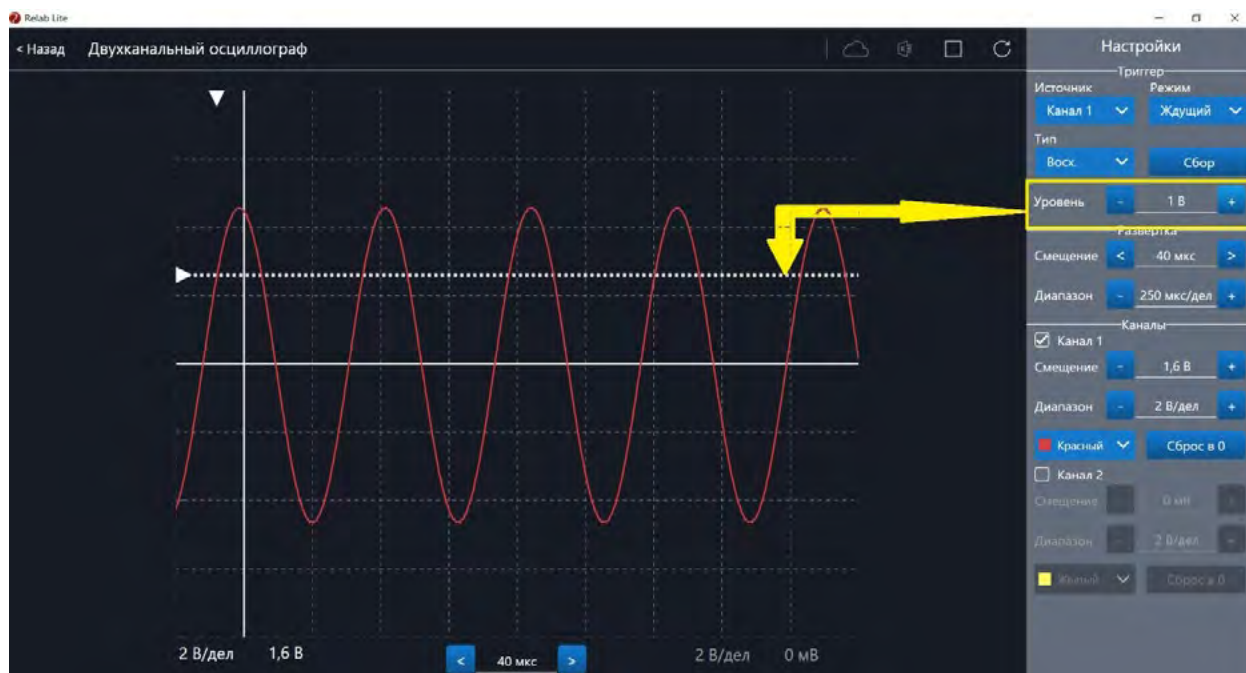 Relab Lite
< Назад Двухканальный осциллограф
Настройки
Триггер
Источник Режим
Канал 1 Ждущий
Тип
Восх. Сбор
Уровень - 1 В +
Развертка
Смещение < 40 мкс >
Диапазон - 250 мкс/дел +
Каналы
Канал 1
Смещение - 1,6 В +
Диапазон - 2 В/дел +
Красный Сброс в 0
Канал 2
Смещение - 0 мВ +
Диапазон - 2 В/дел +
Желтый Сброс в 0
2 В/дел 1,6 В < 40 мкс > 2 В/дел 0 мВ